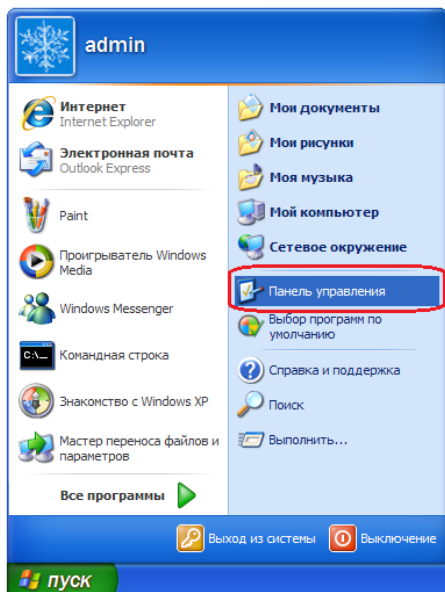 admin
Интернет
Internet Explorer
Электронная почта
Outlook Express
Paint
Проигрыватель Windows
Media
Windows Messenger
C:\_
Командная строка
Знакомство с Windows XP
Мастер переноса файлов и
параметров
Все программы
Мои документы
Мои рисунки
Моя музыка
Мой компьютер
Сетевое окружение
Панель управления
Выбор программ по
умолчанию
Справка и поддержка
Поиск
Выполнить...
Выход из системы
Выключение
пуск